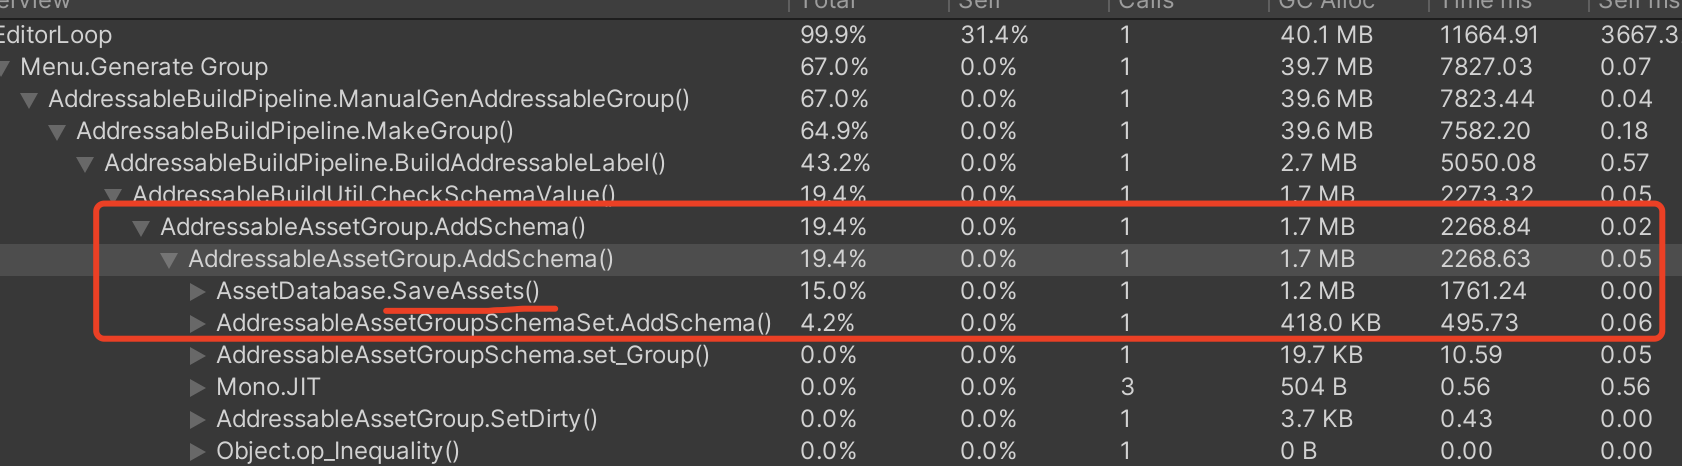 erview Total Self Calls GC Alloc Time ms Self ms
EditorLoop 99.9% 31.4% 1 40.1 MB 11664.91 3667.3
Menu.Generate Group 67.0% 0.0% 1 39.7 MB 7827.03 0.07
AddressableBuildPipeline.ManualGenAddressableGroup() 67.0% 0.0% 1 39.6 MB 7823.44 0.04
AddressableBuildPipeline.MakeGroup() 64.9% 0.0% 1 39.6 MB 7582.20 0.18
AddressableBuildPipeline.BuildAddressableLabel() 43.2% 0.0% 1 2.7 MB 5050.08 0.57
AddressableBuildUtil.CheckSchemaValue() 19.4% 0.0% 1 1.7 MB 2273.32 0.05
AddressableAssetGroup.AddSchema() 19.4% 0.0% 1 1.7 MB 2268.84 0.02
AddressableAssetGroup.AddSchema() 19.4% 0.0% 1 1.7 MB 2268.63 0.05
AssetDatabase.SaveAssets() 15.0% 0.0% 1 1.2 MB 1761.24 0.00
AddressableAssetGroupSchemaSet.AddSchema() 4.2% 0.0% 1 418.0 KB 495.73 0.06
AddressableAssetGroupSchema.set_Group() 0.0% 0.0% 1 19.7 KB 10.59 0.05
Mono.JIT 0.0% 0.0% 3 504 B 0.56 0.56
AddressableAssetGroup.SetDirty() 0.0% 0.0% 1 3.7 KB 0.43 0.00
Object.op_Inequality() 0.0% 0.0% 1 0 B 0.00 0.00